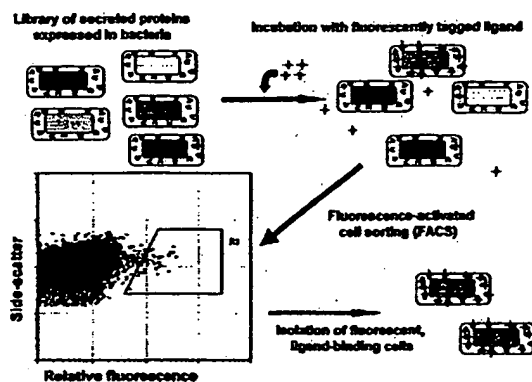 Library of secreted proteins
expressed in bacteria
Incubation with fluorescently tagged ligand
Fluorescence-activated
cell sorting (FACS)
Side-scatter
Relative fluorescence
Isolation of fluorescent,
ligand-binding cells